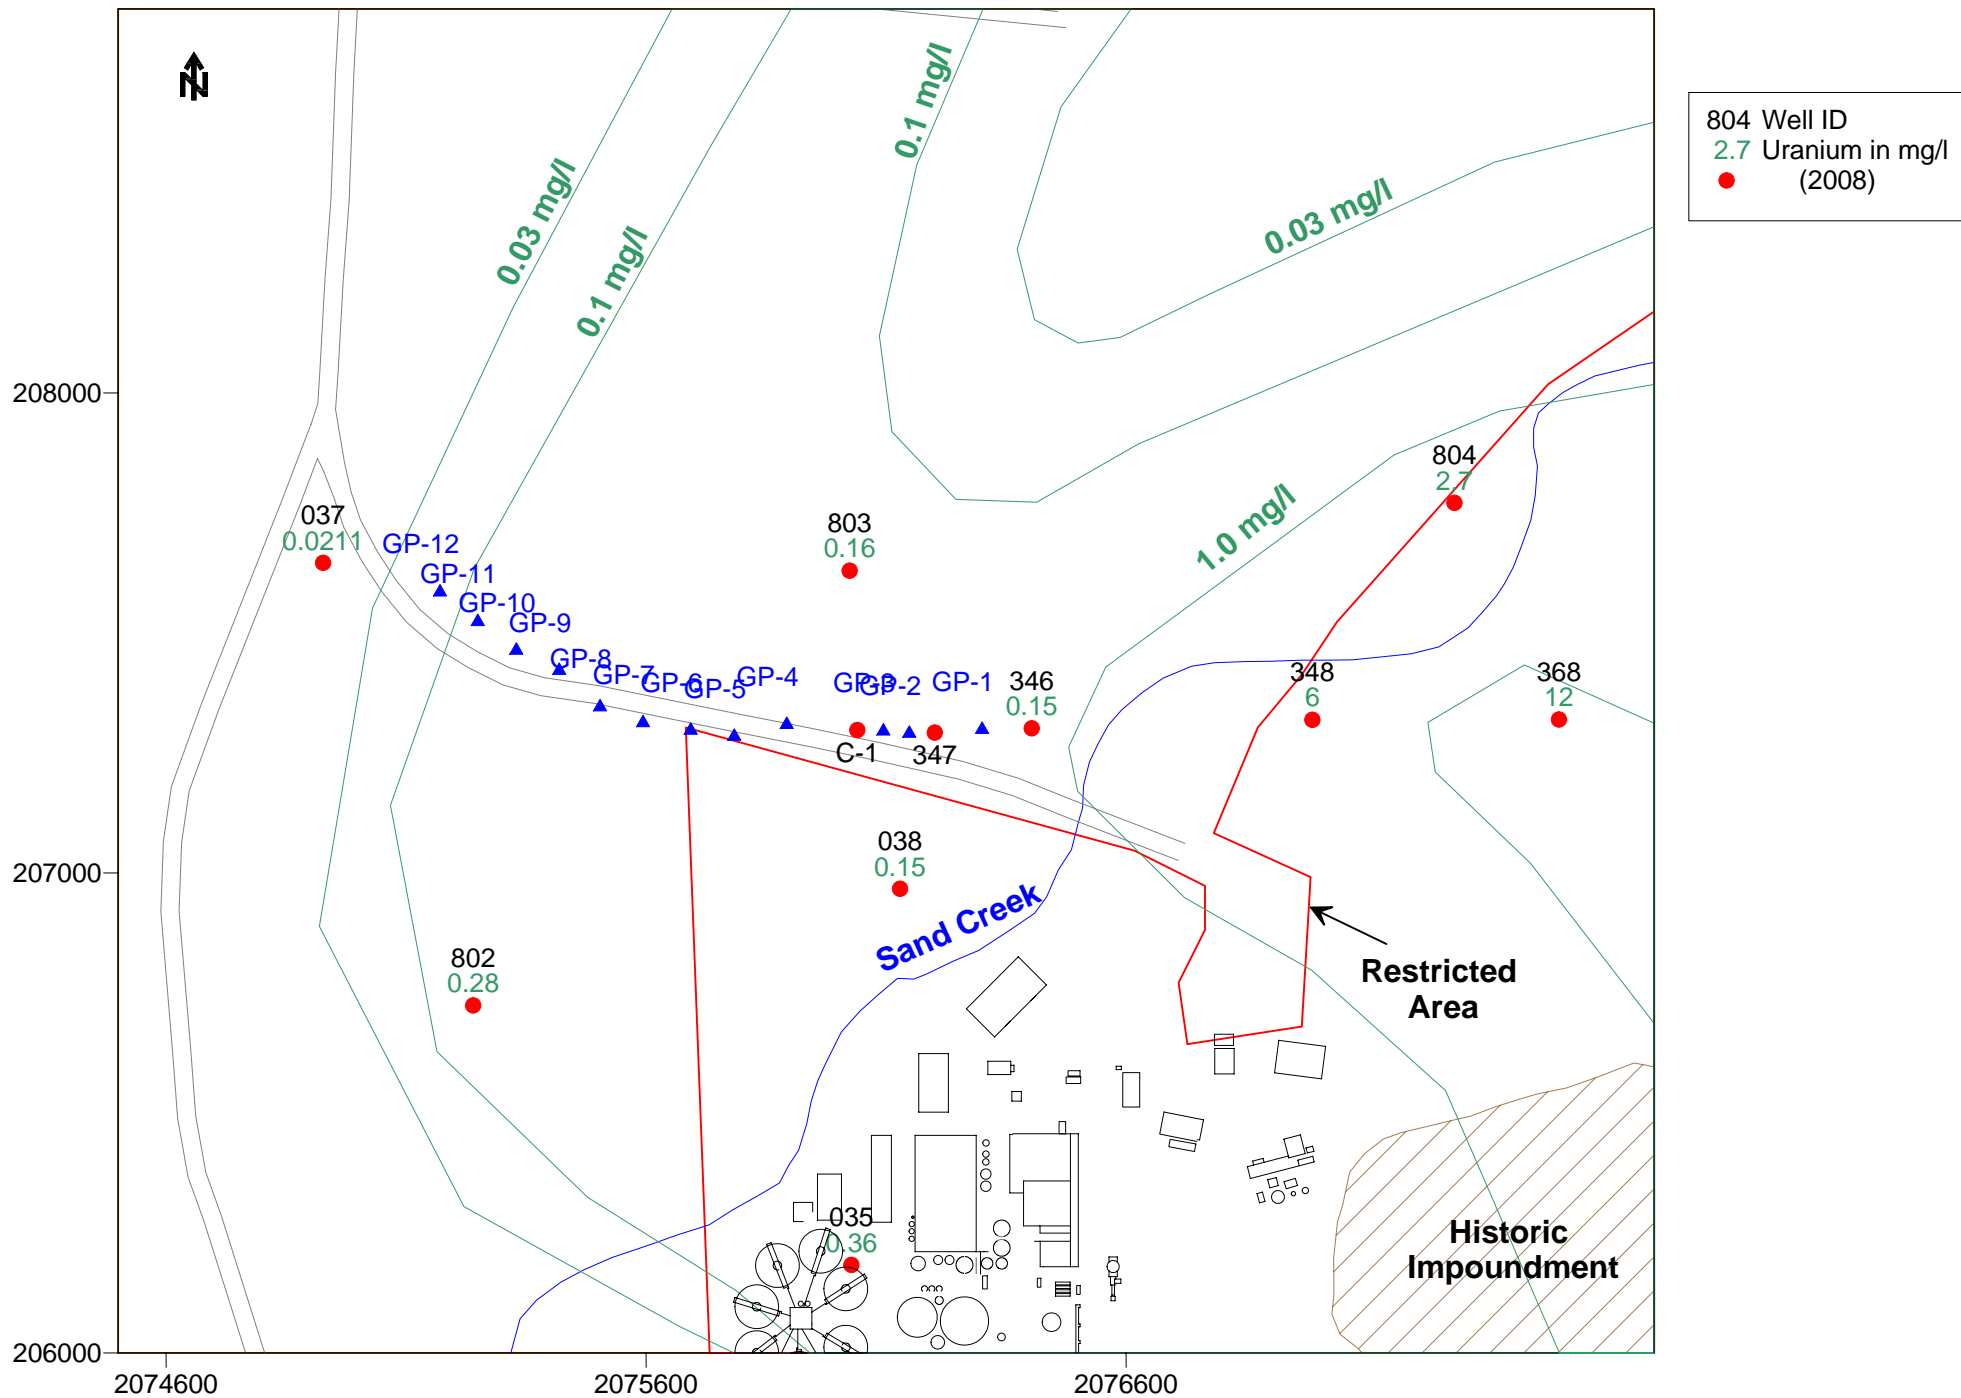 N
804 Well ID
2.7 Uranium in mg/l
(2008)
0.1 mg/l
0.03 mg/l
0.03 mg/l
0.1 mg/l
208000
804
2.7
037
0.0211
803
0.16
1.0 mg/l
GP-12
GP-11
GP-10
GP-9
GP-8
GP-7
GP-6
GP-5
GP-4
GP-3
GP-2
GP-1
346
0.15
348
6
368
12
C-1
347
207000
038
0.15
Sand Creek
802
0.28
Restricted
Area
035
0.36
Historic
Impoundment
206000
2074600
2075600
2076600